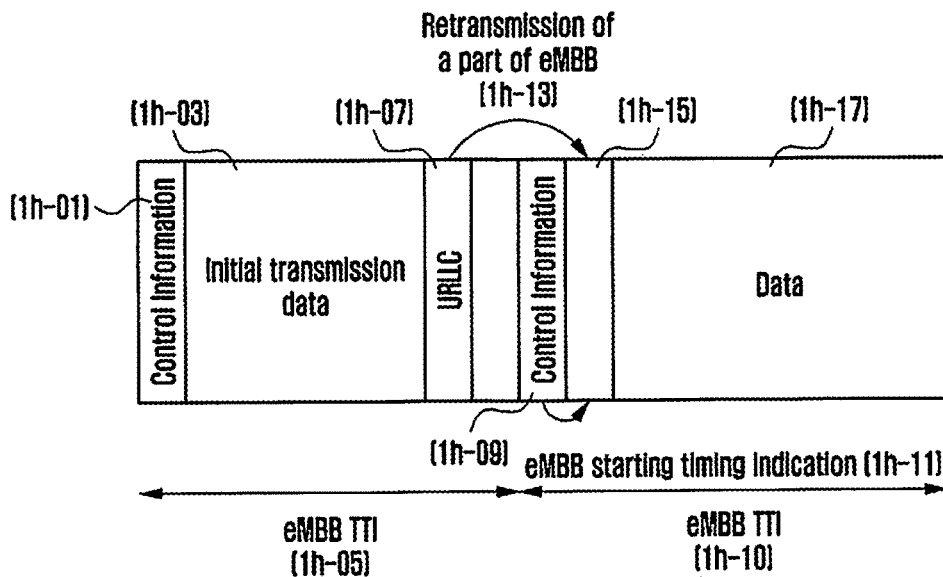 Retransmission of
a part of eMBB
(1h-13)
(1h-03)
(1h-07)
(1h-15)
(1h-17)
(1h-01)
Control Information
Initial transmission
data
URLLC
Control Information
Data
(1h-09)
eMBB starting timing indication (1h-11)
eMBB TTI
(1h-05)
eMBB TTI
(1h-10)